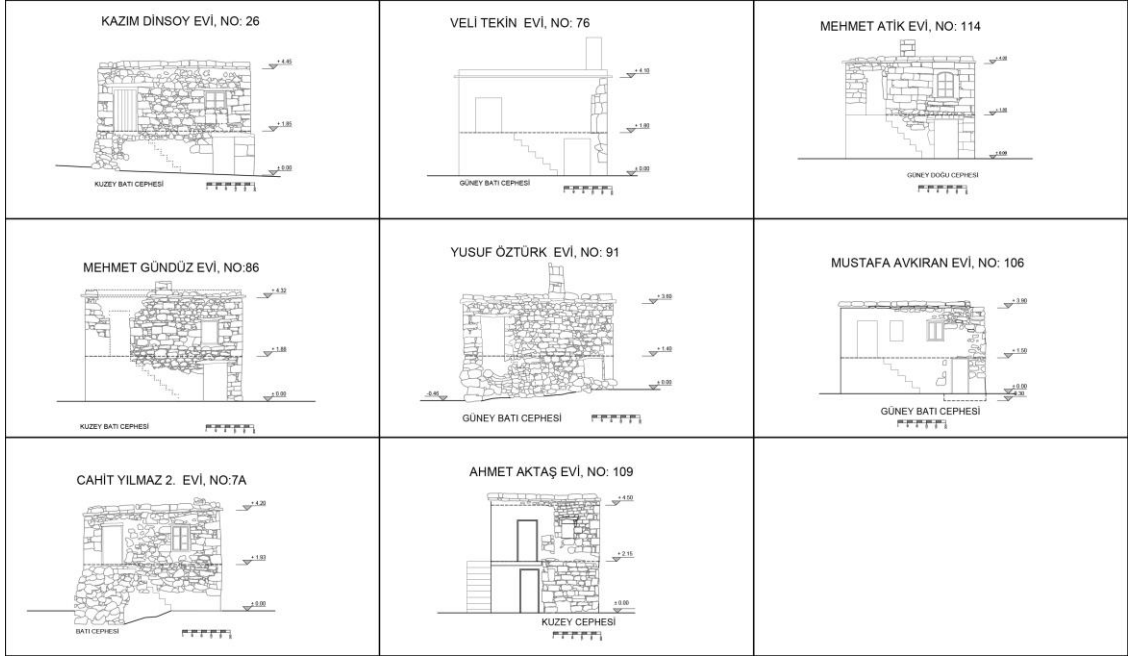 KAZIM DİNSOY EVİ, NO: 26
+ 4.45
+ 1.85
± 0.00
KUZEY BATI CEPHESİ
VELİ TEKİN EVİ, NO: 76
+ 4.10
+ 1.60
± 0.00
GÜNEY BATI CEPHESİ
MEHMET ATİK EVİ, NO: 114
± 0.00
GÜNEY DOĞU CEPHESİ
MEHMET GÜNDÜZ EVİ, NO:86
+ 4.32
+ 1.88
± 0.00
KUZEY BATI CEPHESİ
YUSUF ÖZTÜRK EVİ, NO: 91
+ 3.60
+ 1.40
± 0.00
GÜNEY BATI CEPHESİ
MUSTAFA AVKIRAN EVİ, NO: 106
+ 3.90
+ 1.50
± 0.00
GÜNEY BATI CEPHESİ
CAHİT YILMAZ 2. EVİ, NO:7A
+ 4.20
+ 1.93
± 0.00
BATI CEPHESİ
AHMET AKTAŞ EVİ, NO: 109
+ 4.50
+ 2.15
± 0.00
KUZEY CEPHESİ